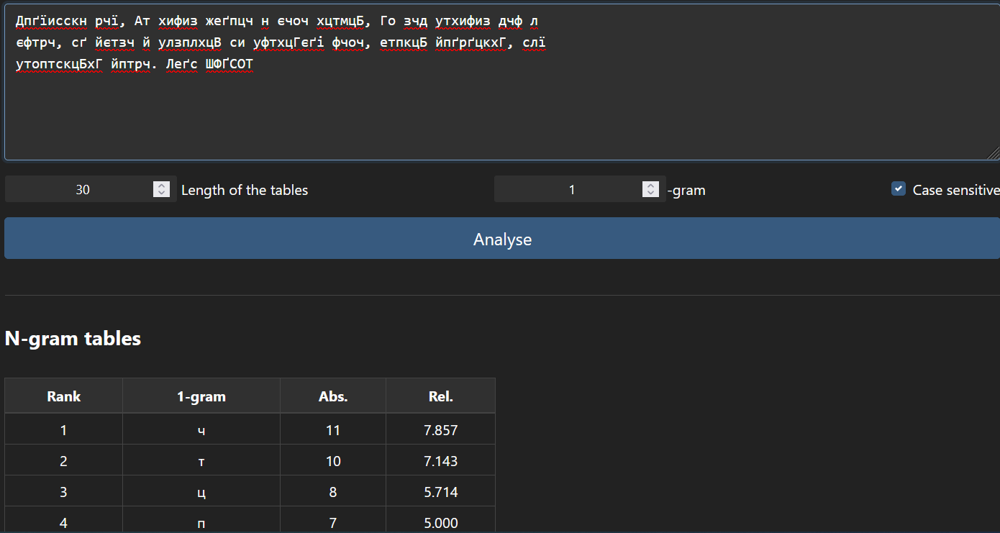 Дпґїисскн рчї, Ат хифиз жеґпцч н єчоч хцтмцБ, Го зчд утхифиз дчф л
єфтрч, сґ йєтзч й улзплхцВ си уфтхцГєґі фчоч, етпкцБ йпґрґцкхГ, слї
утоптскцБхГ йптрч. Леґс ШФҐСОТ
30 Length of the tables 1 -gram Case sensitive
Analyse
N-gram tables
Rank 1-gram Abs. Rel.
1 ч 11 7.857
2 т 10 7.143
3 ц 8 5.714
4 п 7 5.000